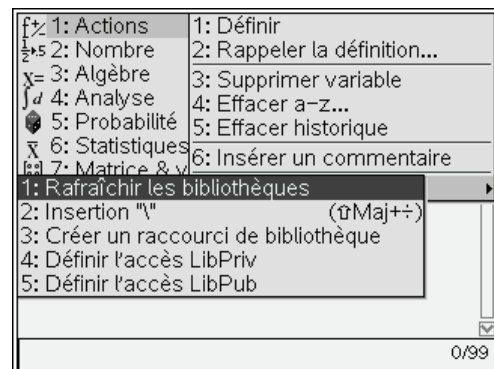 1: Actions
2: Nombre
3: Algèbre
4: Analyse
5: Probabilité
6: Statistiques
7: Matrice & v
1: Définir
2: Rappeler la définition...
3: Supprimer variable
4: Effacer a–z...
5: Effacer historique
6: Insérer un commentaire
1: Rafraîchir les bibliothèques
2: Insertion "\" (⇧Maj+÷)
3: Créer un raccourci de bibliothèque
4: Définir l'accès LibPriv
5: Définir l'accès LibPub
0/99